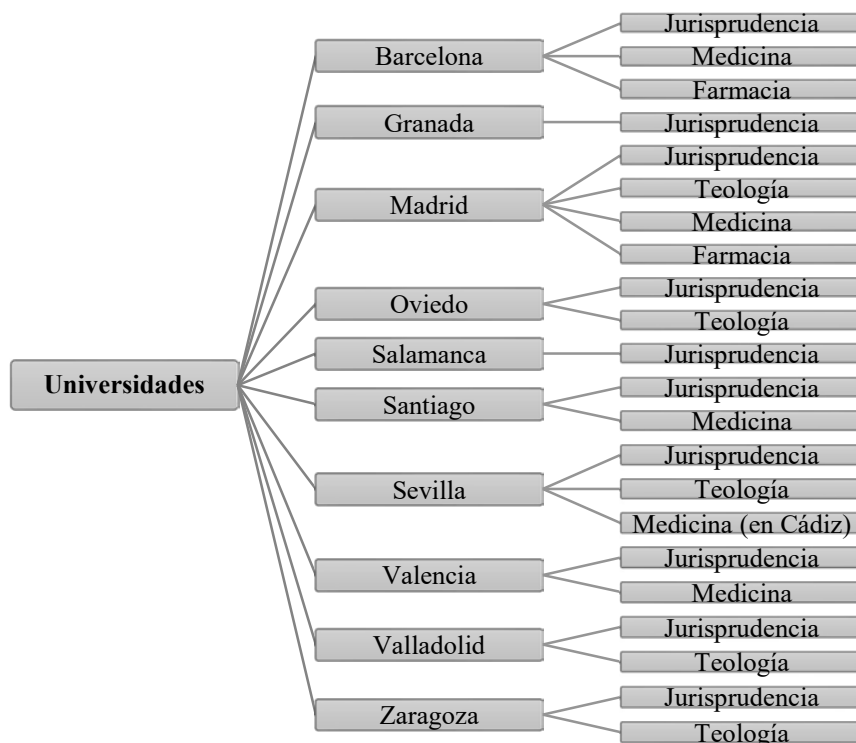 Universidades
Barcelona
Jurisprudencia
Medicina
Farmacia
Granada
Jurisprudencia
Madrid
Jurisprudencia
Teología
Medicina
Farmacia
Oviedo
Jurisprudencia
Teología
Salamanca
Jurisprudencia
Santiago
Jurisprudencia
Medicina
Sevilla
Jurisprudencia
Teología
Medicina (en Cádiz)
Valencia
Jurisprudencia
Medicina
Valladolid
Jurisprudencia
Teología
Zaragoza
Jurisprudencia
Teología